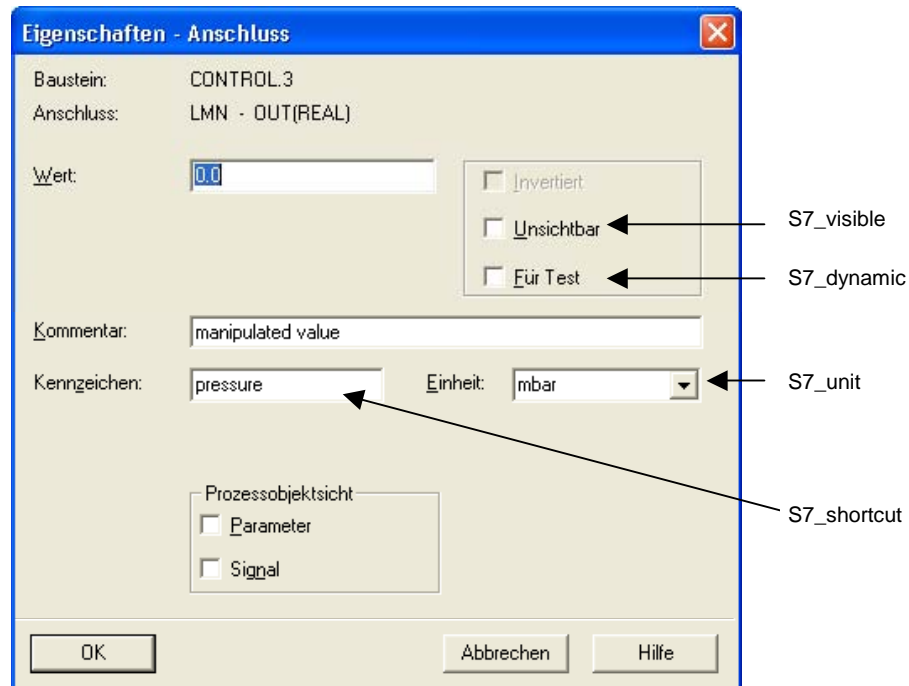 Eigenschaften - Anschluss
Baustein: CONTROL.3
Anschluss: LMN - OUT(REAL)
Wert: 0.0
Invertiert
Unsichtbar S7_visible
Für Test S7_dynamic
Kommentar: manipulated value
Kennzeichen: pressure Einheit: mbar S7_unit
Prozessobjektsicht
Parameter S7_shortcut
Signal
OK Abbrechen Hilfe